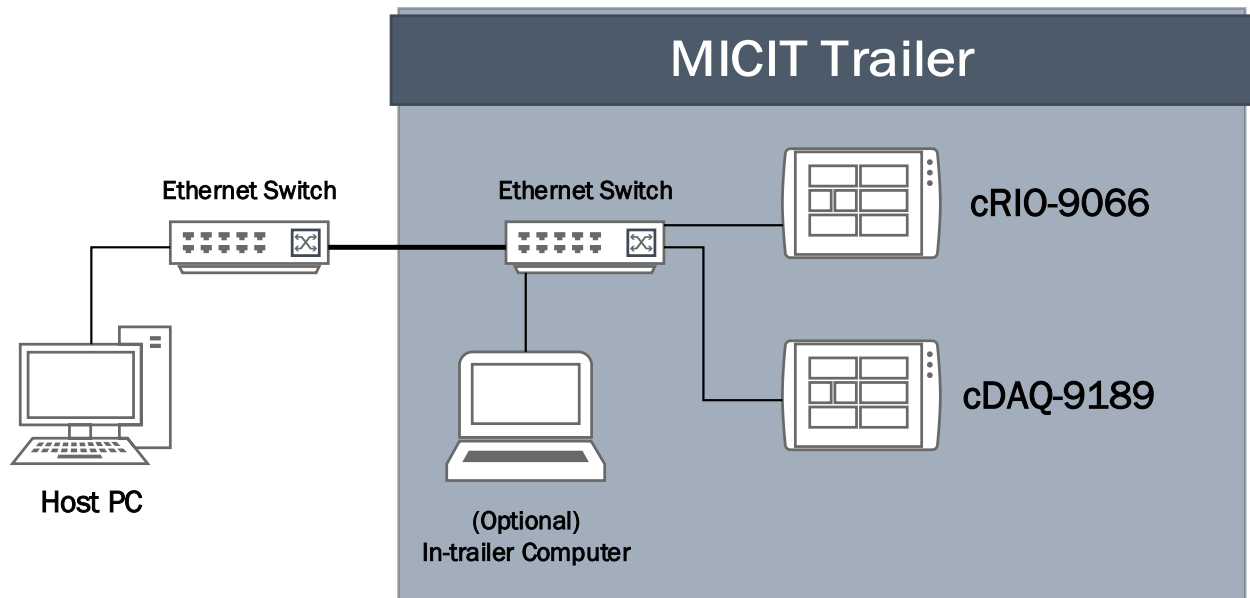 MICIT Trailer
Ethernet Switch
Ethernet Switch
cRIO-9066
cDAQ-9189
Host PC
(Optional)
In-trailer Computer